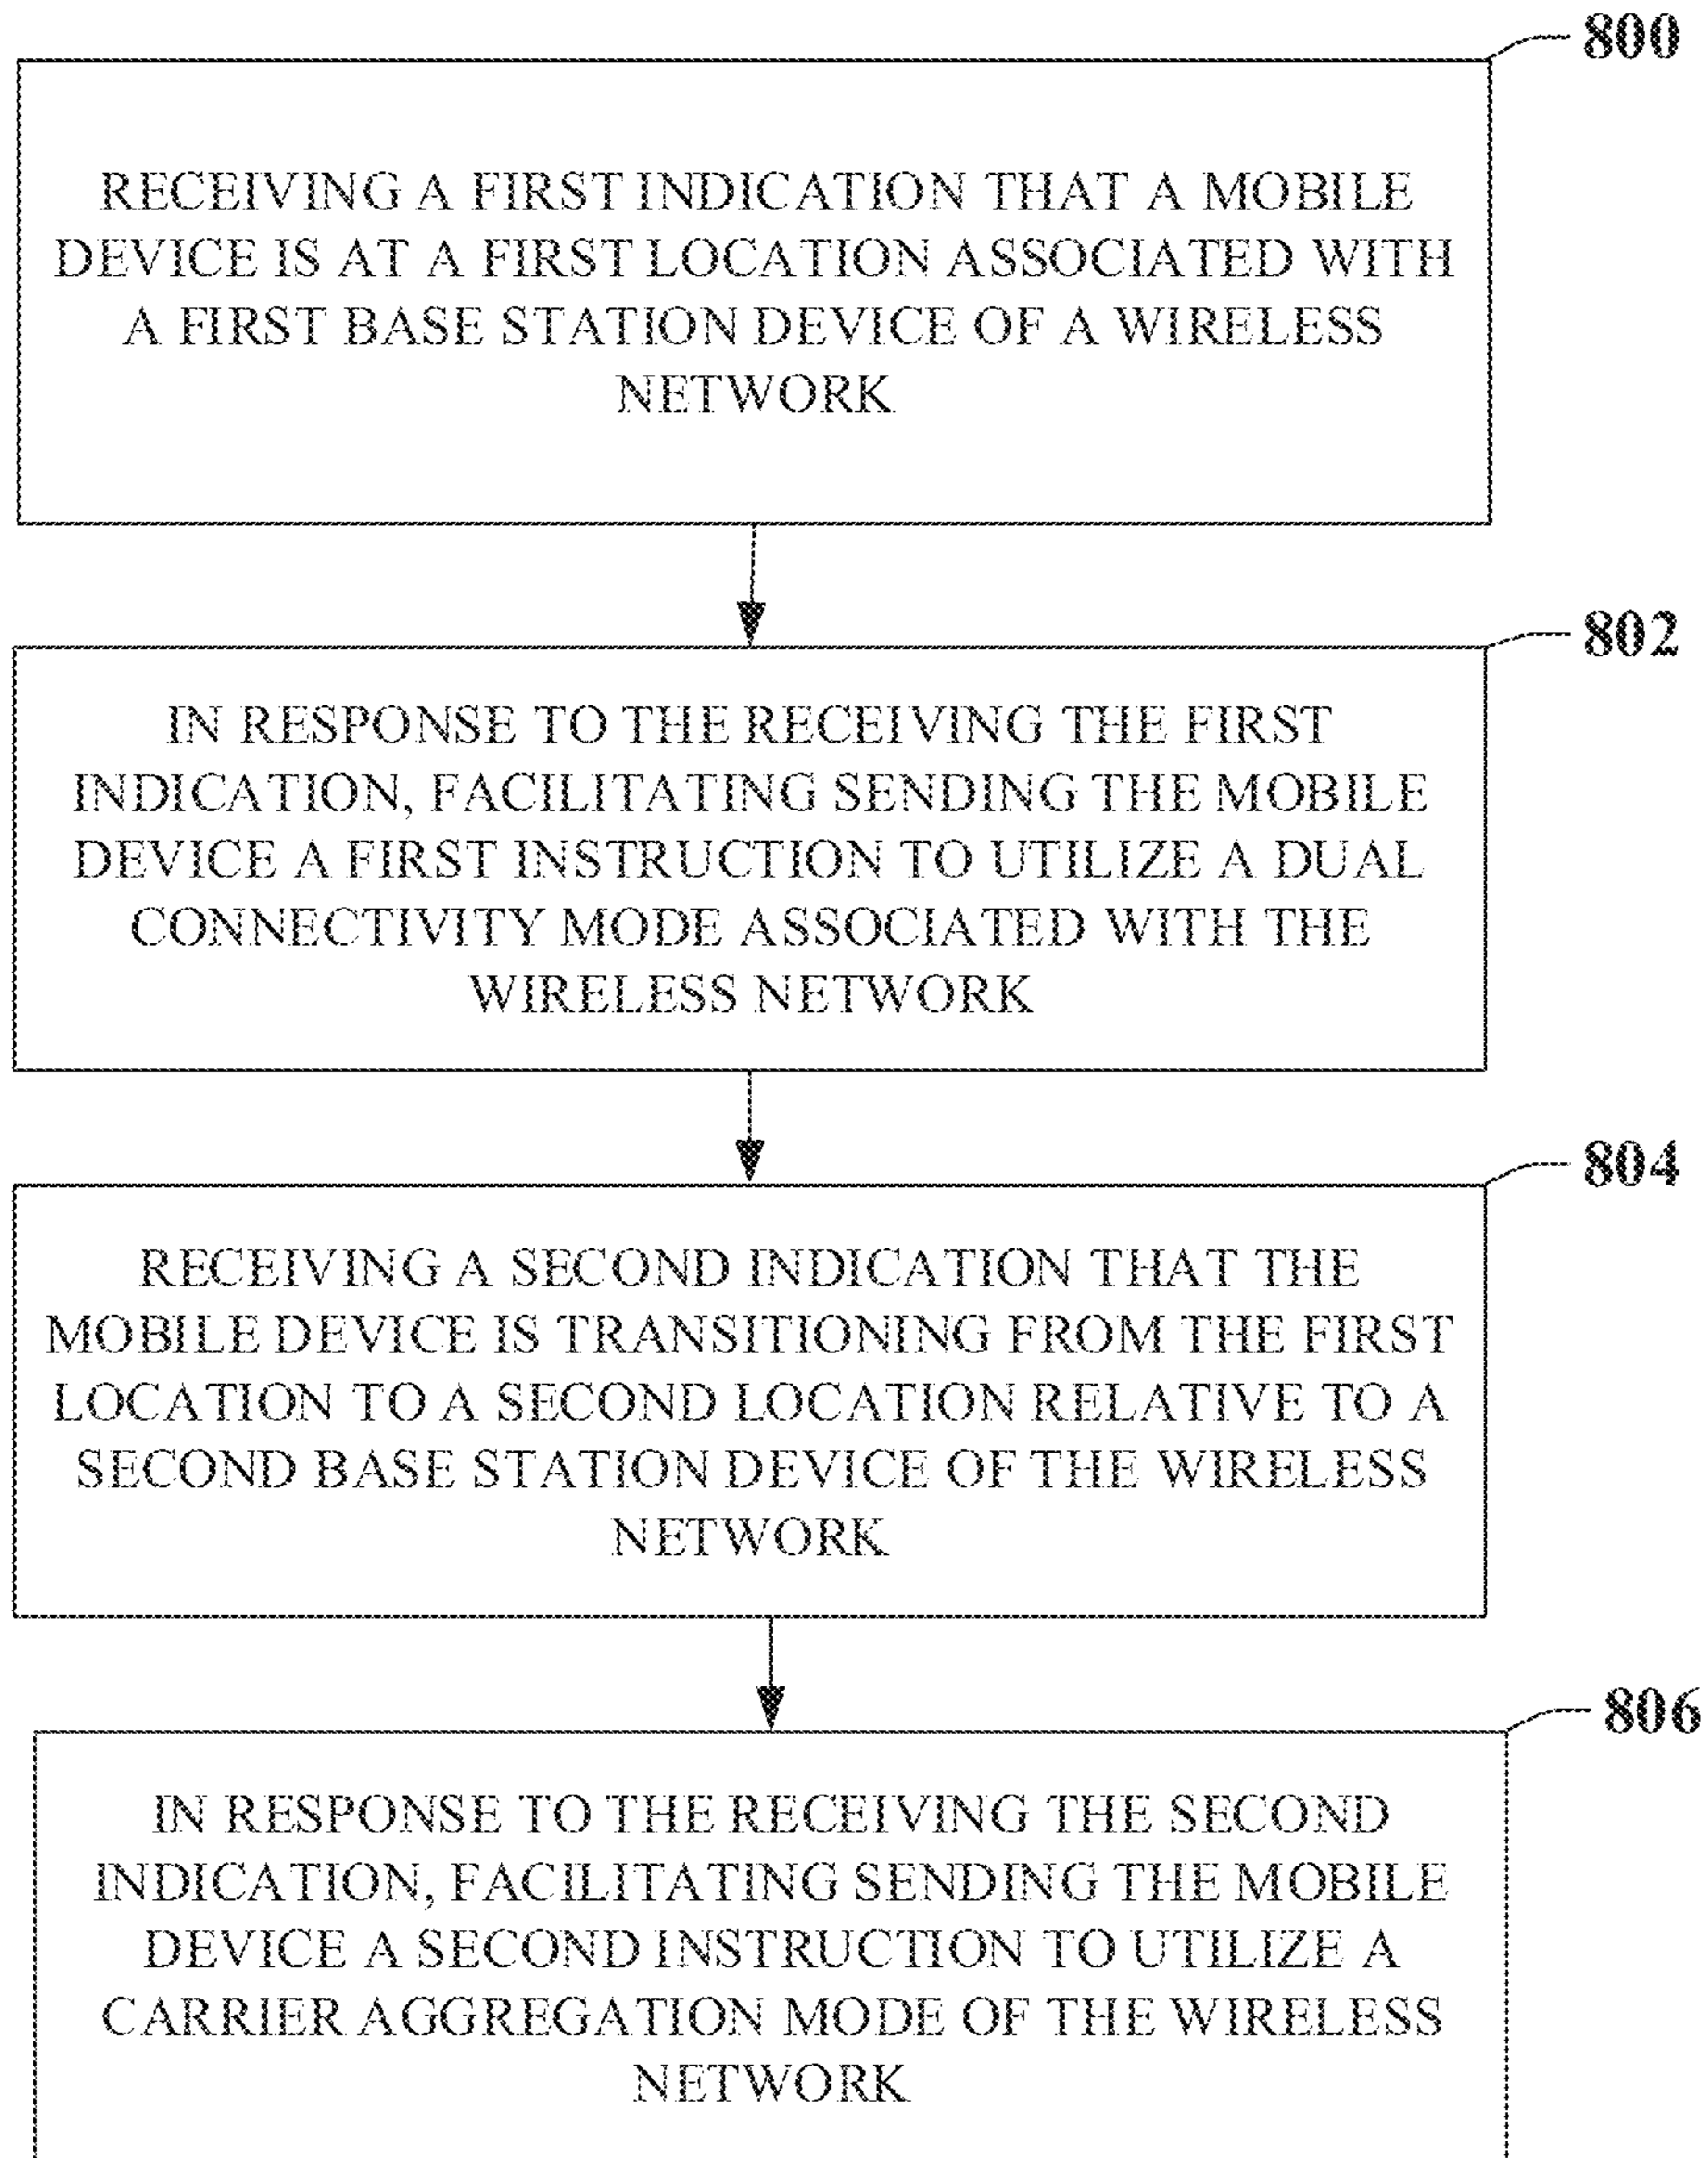 800
RECEIVING A FIRST INDICATION THAT A MOBILE
DEVICE IS AT A FIRST LOCATION ASSOCIATED WITH
A FIRST BASE STATION DEVICE OF A WIRELESS
NETWORK
802
IN RESPONSE TO THE RECEIVING THE FIRST
INDICATION, FACILITATING SENDING THE MOBILE
DEVICE A FIRST INSTRUCTION TO UTILIZE A DUAL
CONNECTIVITY MODE ASSOCIATED WITH THE
WIRELESS NETWORK
804
RECEIVING A SECOND INDICATION THAT THE
MOBILE DEVICE IS TRANSITIONING FROM THE FIRST
LOCATION TO A SECOND LOCATION RELATIVE TO A
SECOND BASE STATION DEVICE OF THE WIRELESS
NETWORK
806
IN RESPONSE TO THE RECEIVING THE SECOND
INDICATION, FACILITATING SENDING THE MOBILE
DEVICE A SECOND INSTRUCTION TO UTILIZE A
CARRIER AGGREGATION MODE OF THE WIRELESS
NETWORK